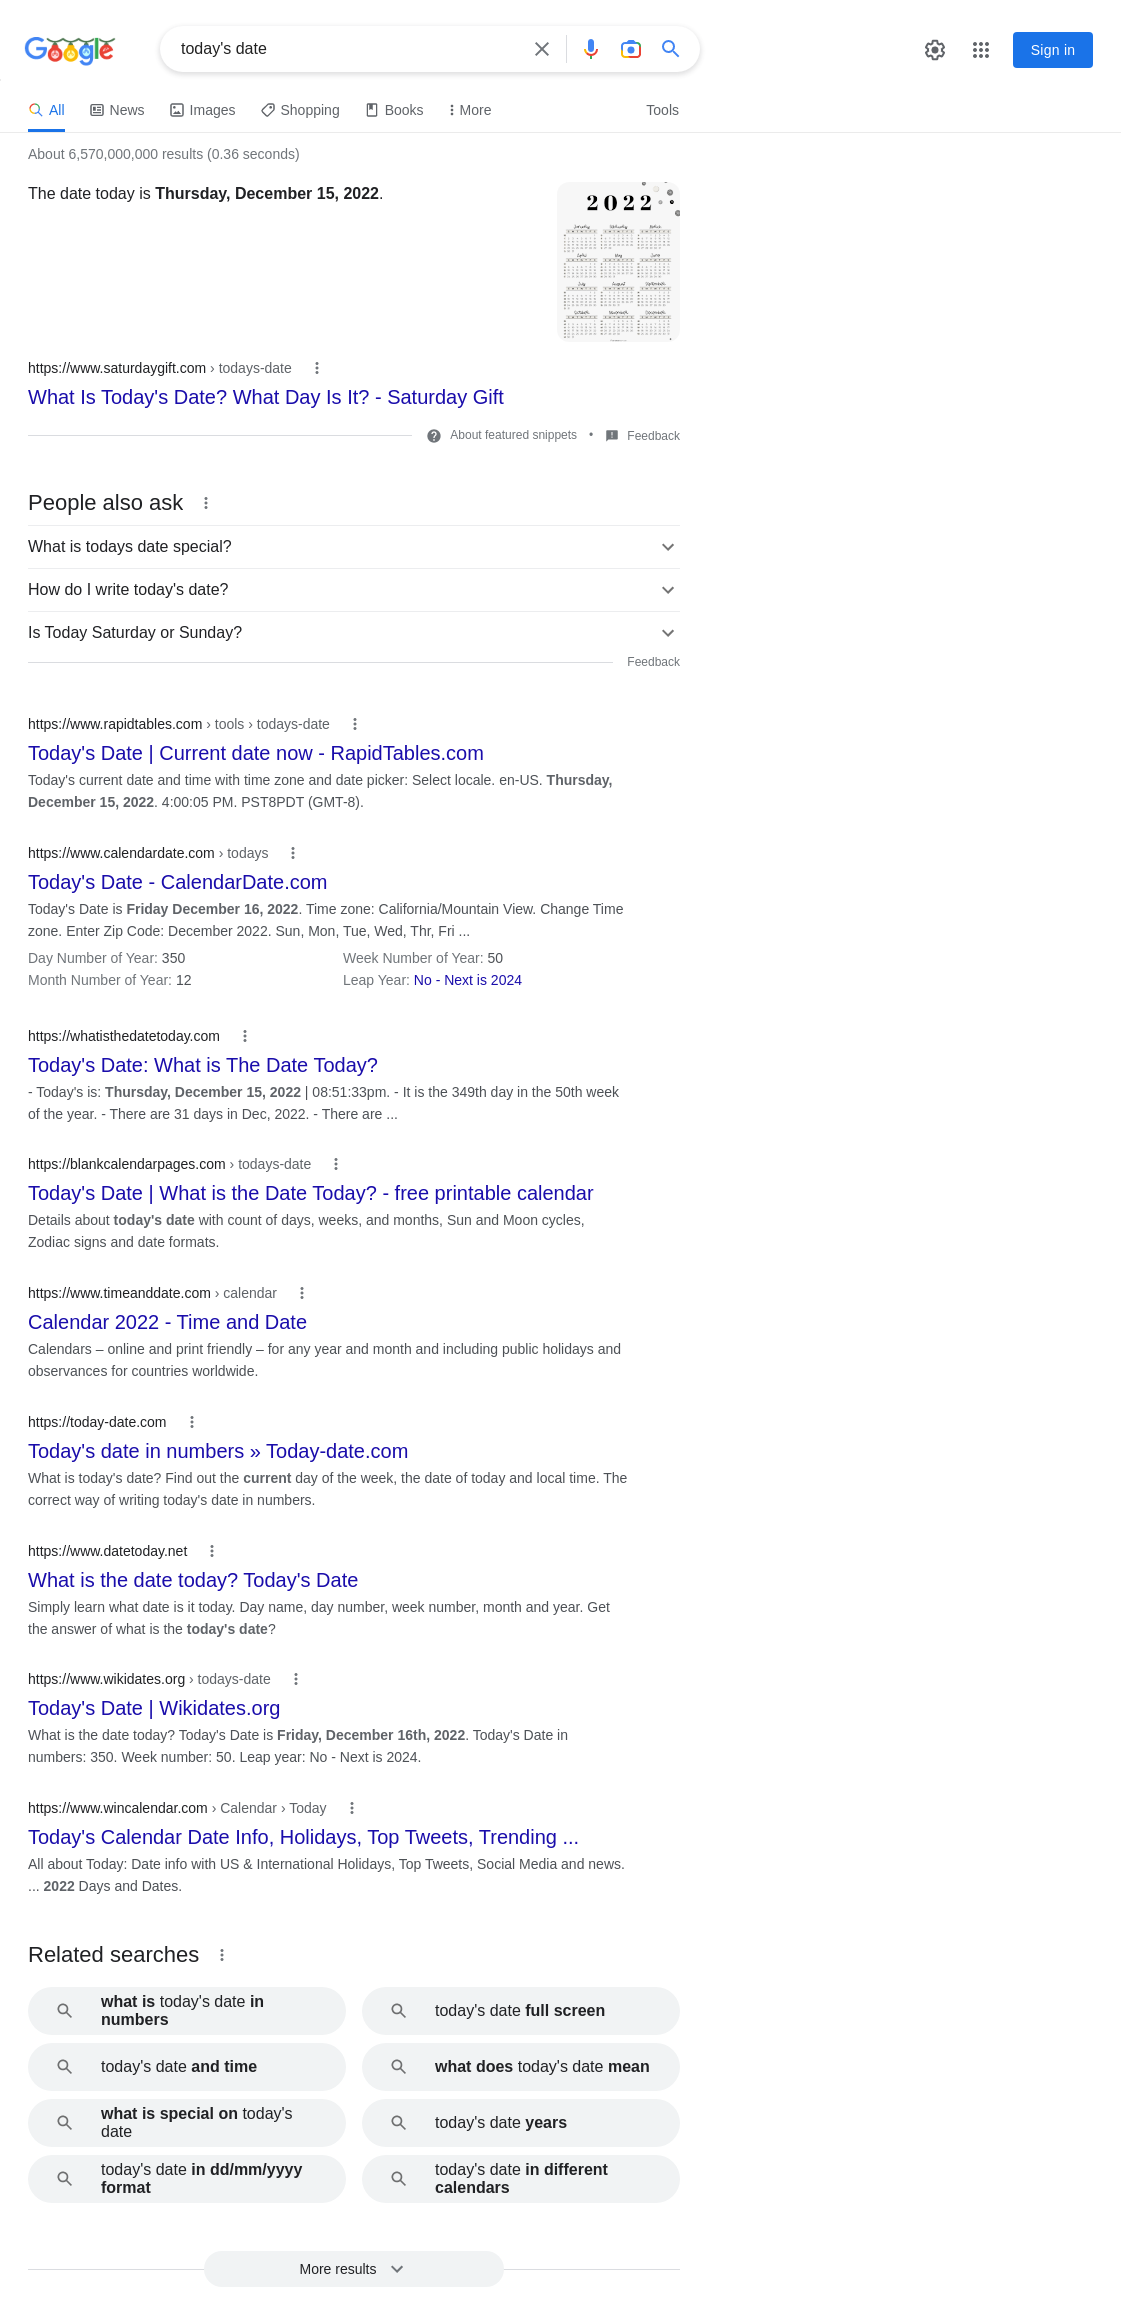 Google
today's date
Sign in
All News Images Shopping Books More Tools
About 6,570,000,000 results (0.36 seconds)
The date today is Thursday, December 15, 2022.
2022
January February March
April May June
July August September
October November December
https://www.saturdaygift.com › todays-date
What Is Today's Date? What Day Is It? - Saturday Gift
About featured snippets • Feedback
People also ask
What is todays date special?
How do I write today's date?
Is Today Saturday or Sunday?
Feedback
https://www.rapidtables.com › tools › todays-date
Today's Date | Current date now - RapidTables.com
Today's current date and time with time zone and date picker: Select locale. en-US. Thursday,
December 15, 2022. 4:00:05 PM. PST8PDT (GMT-8).
https://www.calendardate.com › todays
Today's Date - CalendarDate.com
Today's Date is Friday December 16, 2022. Time zone: California/Mountain View. Change Time
zone. Enter Zip Code: December 2022. Sun, Mon, Tue, Wed, Thr, Fri ...
Day Number of Year: 350 Week Number of Year: 50
Month Number of Year: 12 Leap Year: No - Next is 2024
https://whatisthedatetoday.com
Today's Date: What is The Date Today?
- Today's is: Thursday, December 15, 2022 | 08:51:33pm. - It is the 349th day in the 50th week
of the year. - There are 31 days in Dec, 2022. - There are ...
https://blankcalendarpages.com › todays-date
Today's Date | What is the Date Today? - free printable calendar
Details about today's date with count of days, weeks, and months, Sun and Moon cycles,
Zodiac signs and date formats.
https://www.timeanddate.com › calendar
Calendar 2022 - Time and Date
Calendars – online and print friendly – for any year and month and including public holidays and
observances for countries worldwide.
https://today-date.com
Today's date in numbers » Today-date.com
What is today's date? Find out the current day of the week, the date of today and local time. The
correct way of writing today's date in numbers.
https://www.datetoday.net
What is the date today? Today's Date
Simply learn what date is it today. Day name, day number, week number, month and year. Get
the answer of what is the today's date?
https://www.wikidates.org › todays-date
Today's Date | Wikidates.org
What is the date today? Today's Date is Friday, December 16th, 2022. Today's Date in
numbers: 350. Week number: 50. Leap year: No - Next is 2024.
https://www.wincalendar.com › Calendar › Today
Today's Calendar Date Info, Holidays, Top Tweets, Trending ...
All about Today: Date info with US & International Holidays, Top Tweets, Social Media and news.
... 2022 Days and Dates.
Related searches
what is today's date in
numbers
today's date full screen
today's date and time
what does today's date mean
what is special on today's
date
today's date years
today's date in dd/mm/yyyy
format
today's date in different
calendars
More results